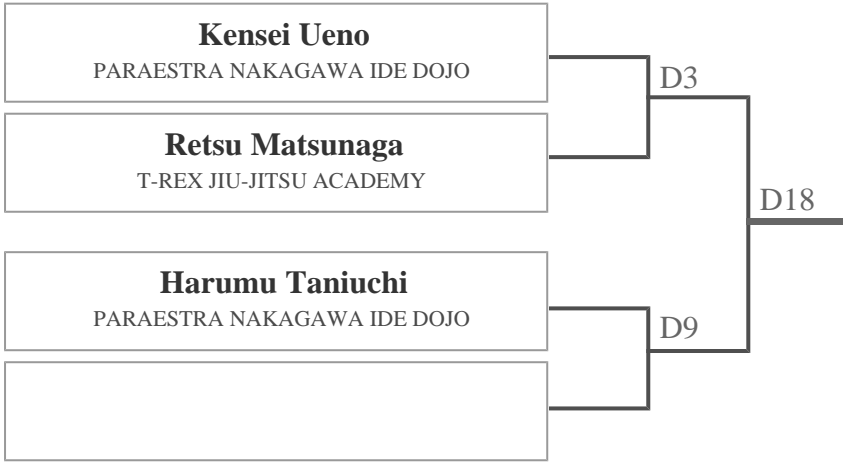 Kensei Ueno
PARAESTRA NAKAGAWA IDE DOJO
D3
Retsu Matsunaga
T-REX JIU-JITSU ACADEMY
D18
Harumu Taniuchi
PARAESTRA NAKAGAWA IDE DOJO
D9